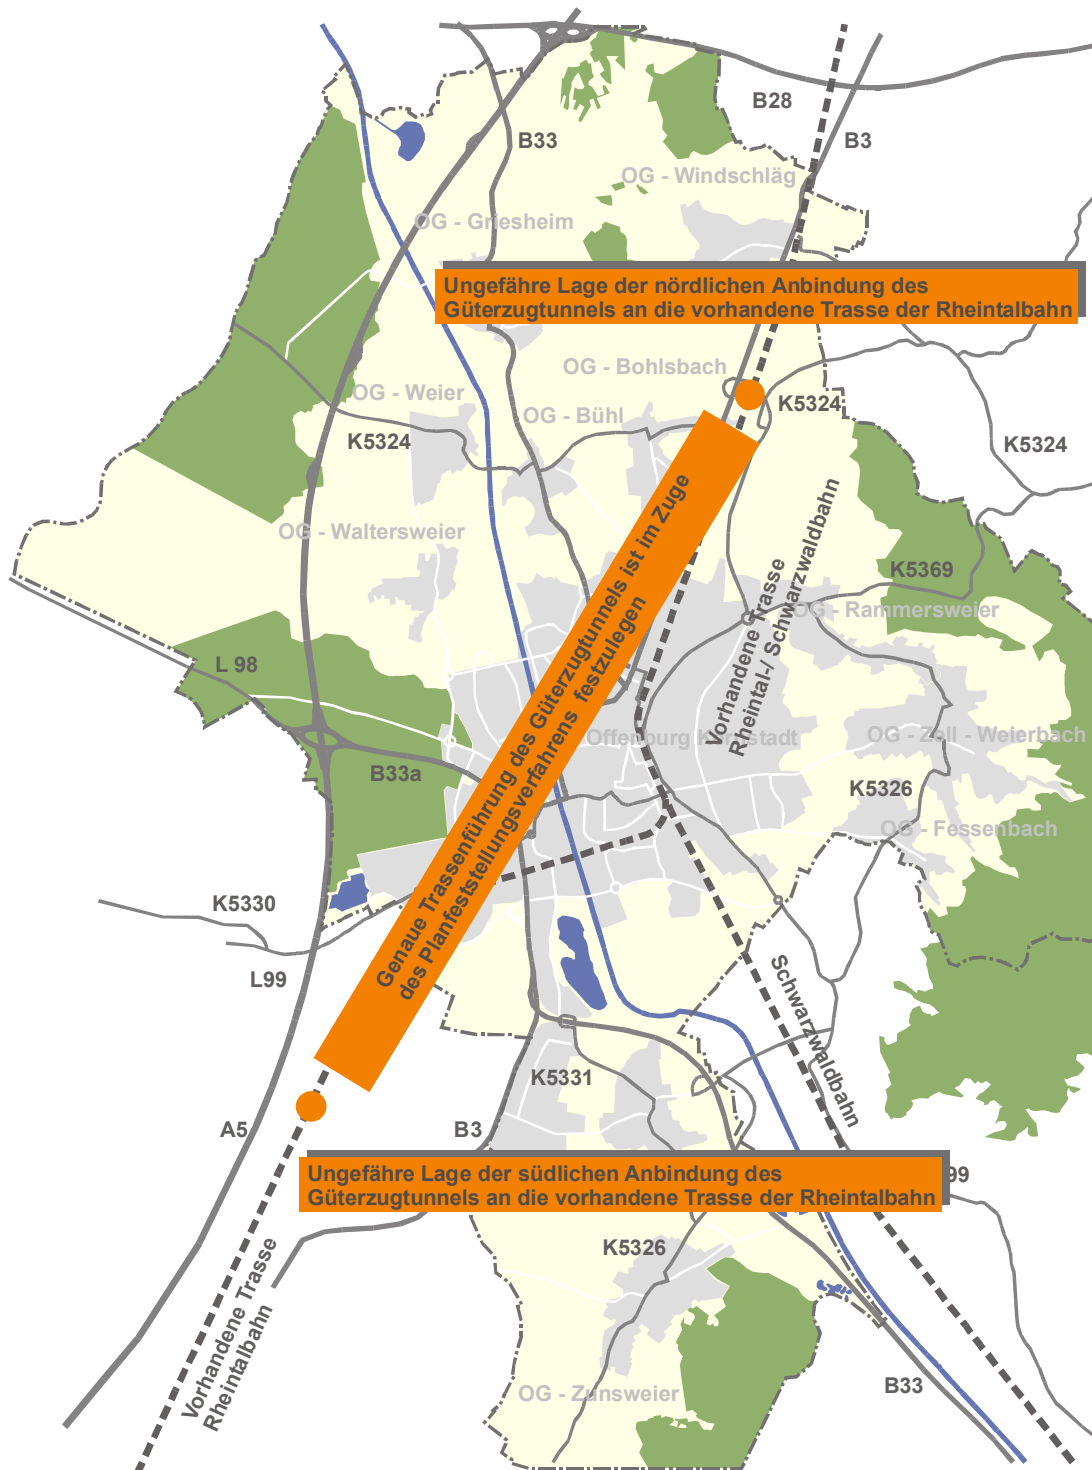 B28
B33
B3
OG - Windschläg
OG - Griesheim
Ungefähre Lage der nördlichen Anbindung des
Güterzugtunnels an die vorhandene Trasse der Rheintalbahn
OG - Bohlsbach
OG - Weier
K5324
OG - Bühl
K5324
K5324
OG - Waltersweier
Genaue Trassenführung des Güterzugtunnels ist im Zuge
des Planfeststellungsverfahrens festzulegen
Vorhandene Trasse
Rheintal-/ Schwarzwaldbahn
K5369
OG - Rammersweier
L 98
Offenburg
OG - Zell - Weierbach
B33a
K5326
OG - Fessenbach
K5330
L99
Schwarzwaldbahn
K5331
A5
B3
Ungefähre Lage der südlichen Anbindung des
Güterzugtunnels an die vorhandene Trasse der Rheintalbahn
99
K5326
Vorhandene Trasse
Rheintalbahn
B33
OG - Zunsweier